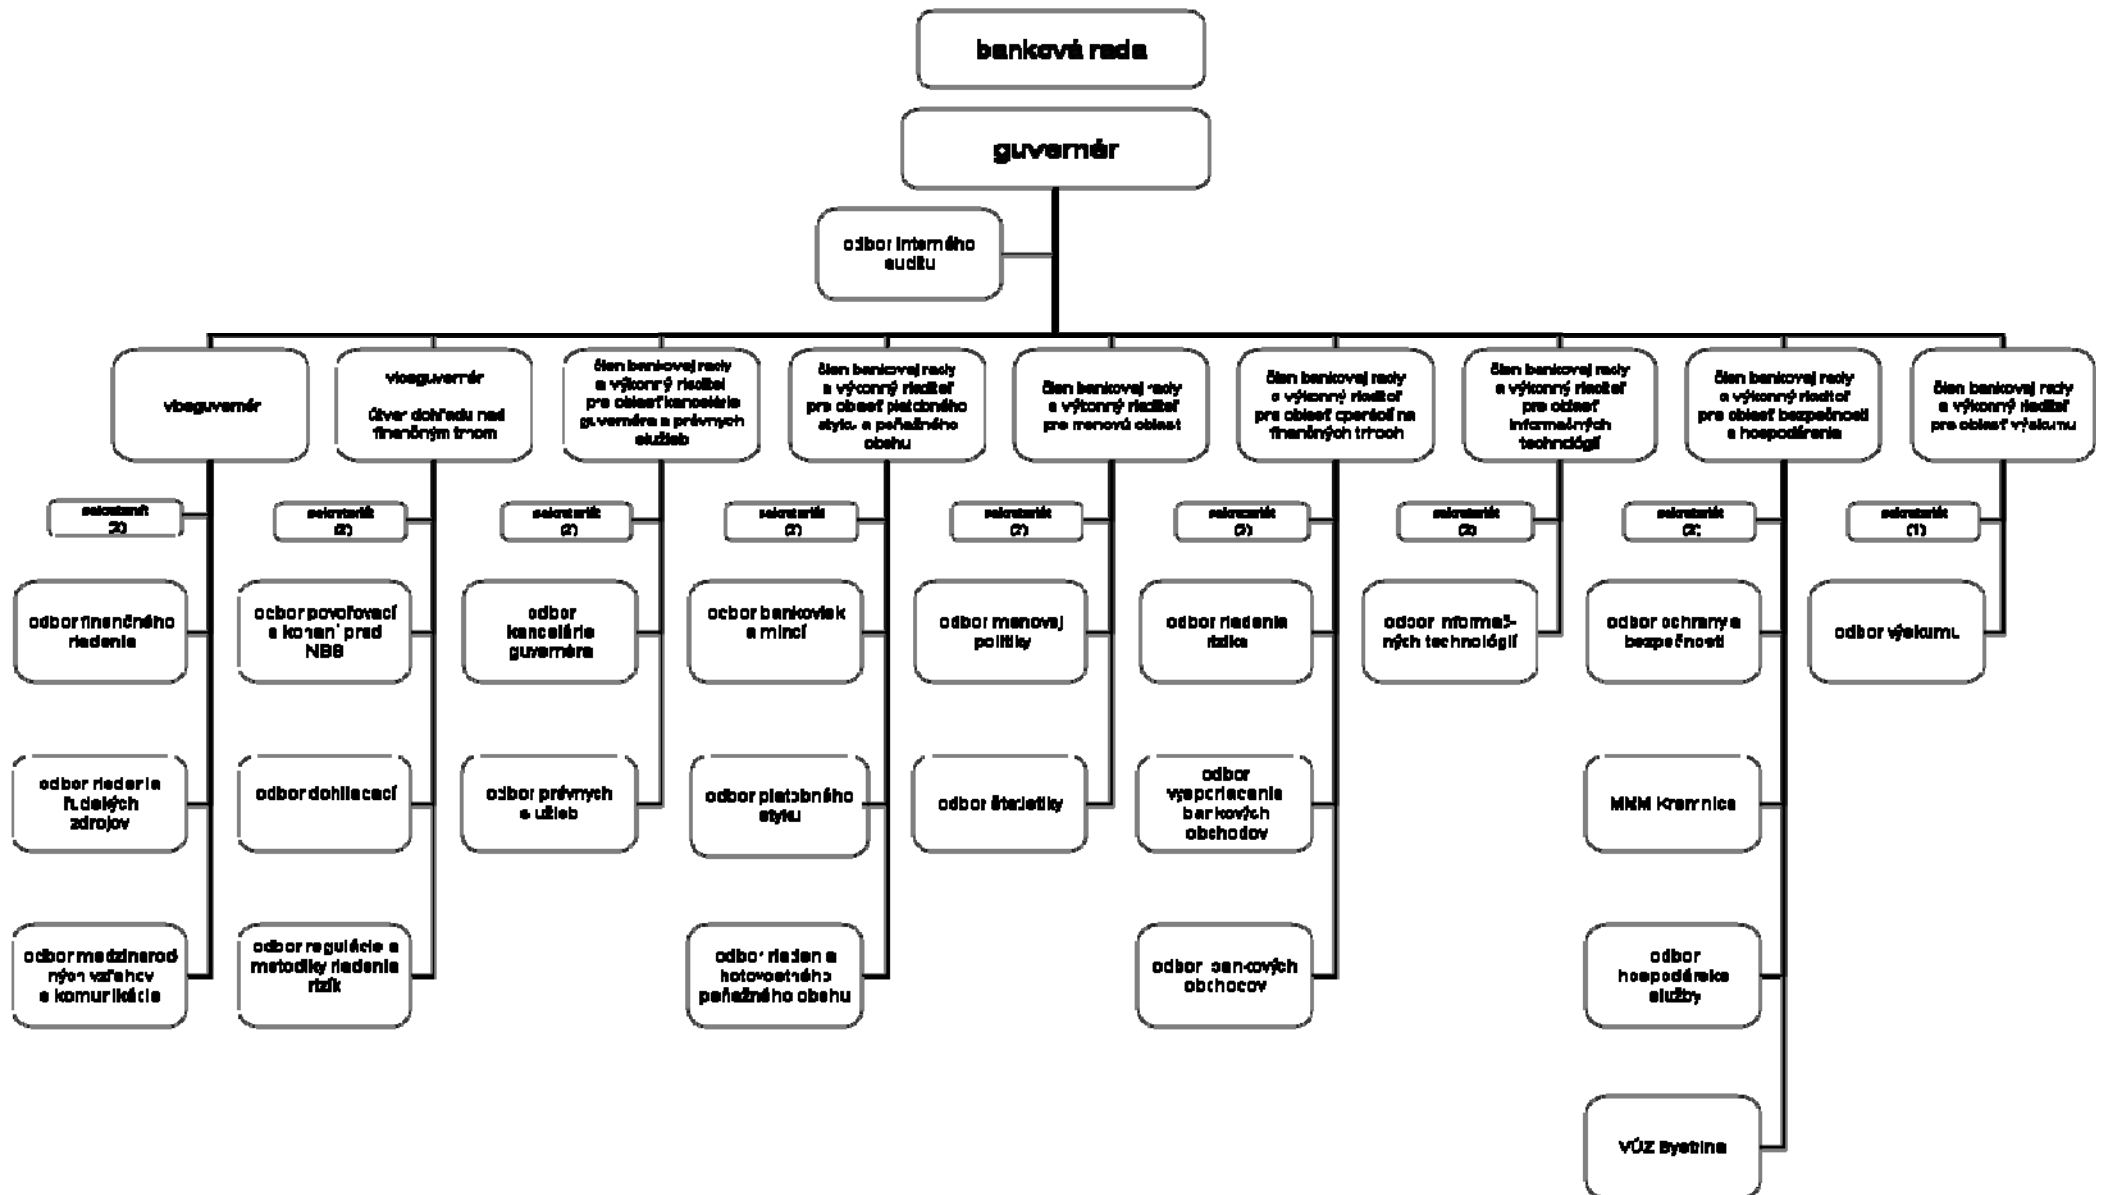 banková rada
guvernér
odbor interného
auditu
viceguvernér
viceguvernér
útvar dohľadu nad
finančným trhom
člen bankovej rady
a výkonný riaditeľ
pre oblasť kancelárie
guvernéra a právnych
služieb
člen bankovej rady
a výkonný riaditeľ
pre oblasť platobného
styku a peňažného
obehu
člen bankovej rady
a výkonný riaditeľ
pre menovú oblasť
člen bankovej rady
a výkonný riaditeľ
pre oblasť operácií na
finančných trhoch
člen bankovej rady
a výkonný riaditeľ
pre oblasť
informačných
technológií
člen bankovej rady
a výkonný riaditeľ
pre oblasť bezpečnosti
a hospodárenia
člen bankovej rady
a výkonný riaditeľ
pre oblasť výskumu
sekretariát
sekretariát
(2)
sekretariát
(2)
sekretariát
(2)
sekretariát
(2)
sekretariát
(2)
sekretariát
(2)
sekretariát
(2)
sekretariát
(1)
odbor finančného
riadenia
odbor povoľovací
a konaní pred
NBS
odbor
kancelárie
guvernéra
odbor bankoviek
a mincí
odbor menovej
politiky
odbor riadenia
rizika
odbor informač-
ných technológií
odbor ochrany a
bezpečnosti
odbor výskumu
odbor riadenia
ľudských
zdrojov
odbor dohliadací
odbor právnych
služieb
odbor platobného
styku
odbor štatistiky
odbor
vysporiadania
bankových
obchodov
MMM Kremnica
odbor medzinárod
ných vzťahov
a komunikácie
odbor regulácie a
metodiky riadenia
rizík
odbor riadenia
hotovostného
peňažného obehu
odbor bankových
obchodov
odbor
hospodárskej
služby
VÚZ Bystrina